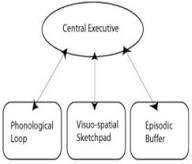 Central Executive
Phonological
Loop
Visuo-spatial
Sketchpad
Episodic
Buffer